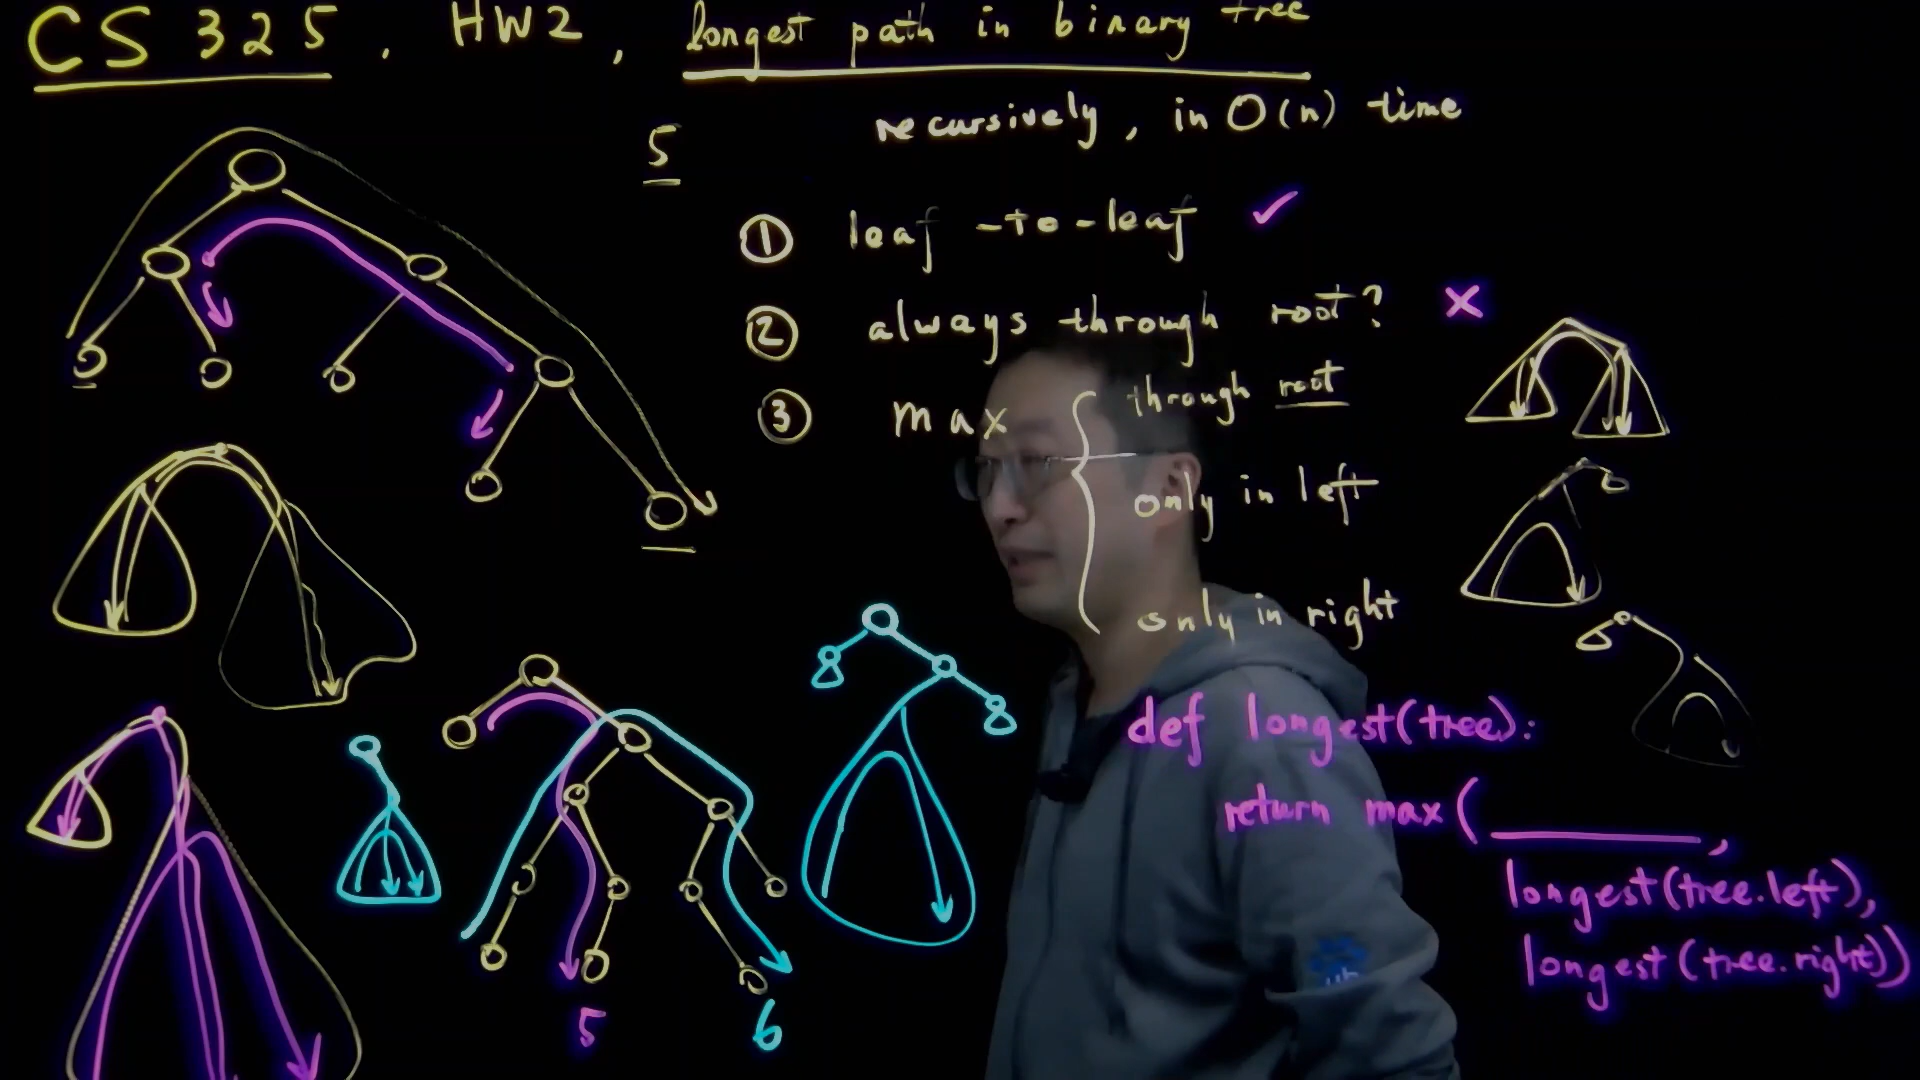 CS 325, HW2, longest path in binary tree
recursively, in O(n) time
5
① leaf-to-leaf ✓
② always through root? ×
③ max { through root
only in left
only in right
def longest(tree):
return max( ________,
longest(tree.left),
longest(tree.right))
5
6